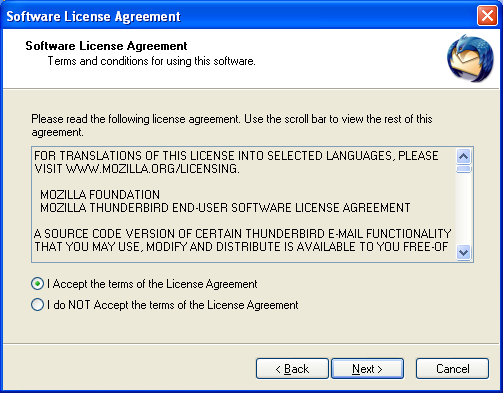 Software License Agreement
Software License Agreement
Terms and conditions for using this software.
Please read the following license agreement. Use the scroll bar to view the rest of this
agreement.
FOR TRANSLATIONS OF THIS LICENSE INTO SELECTED LANGUAGES, PLEASE
VISIT WWW.MOZILLA.ORG/LICENSING.
MOZILLA FOUNDATION
MOZILLA THUNDERBIRD END-USER SOFTWARE LICENSE AGREEMENT
A SOURCE CODE VERSION OF CERTAIN THUNDERBIRD E-MAIL FUNCTIONALITY
THAT YOU MAY USE, MODIFY AND DISTRIBUTE IS AVAILABLE TO YOU FREE-OF
I Accept the terms of the License Agreement
I do NOT Accept the terms of the License Agreement
< Back Next > Cancel